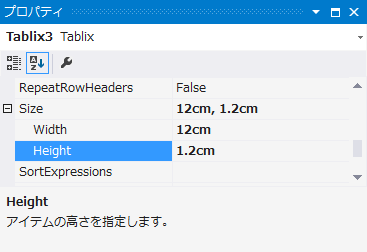 プロパティ
Tablix3 Tablix
RepeatRowHeaders False
Size 12cm, 1.2cm
Width 12cm
Height 1.2cm
SortExpressions
Height
アイテムの高さを指定します。